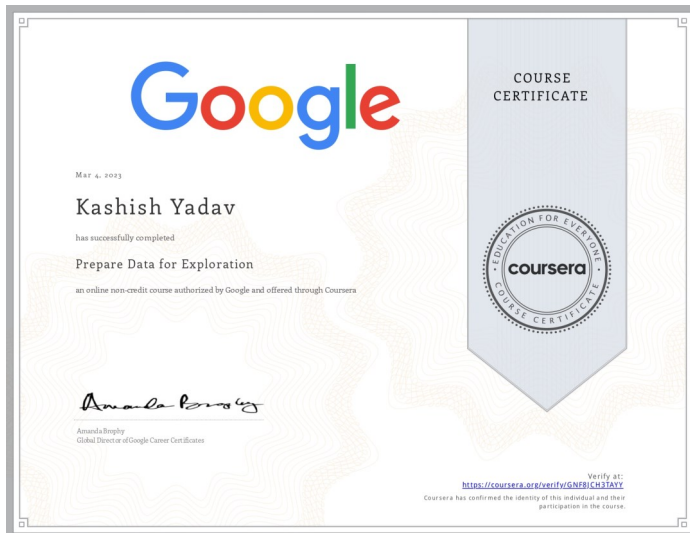 Google
COURSE
CERTIFICATE
Mar 4, 2023
Kashish Yadav
has successfully completed
Prepare Data for Exploration
an online non-credit course authorized by Google and offered through Coursera
EDUCATION FOR EVERYONE
coursera
COURSE CERTIFICATE
Amanda Brophy
Amanda Brophy
Global Director of Google Career Certificates
Verify at:
https://coursera.org/verify/GNF8JCH3TAYY
Coursera has confirmed the identity of this individual and their
participation in the course.